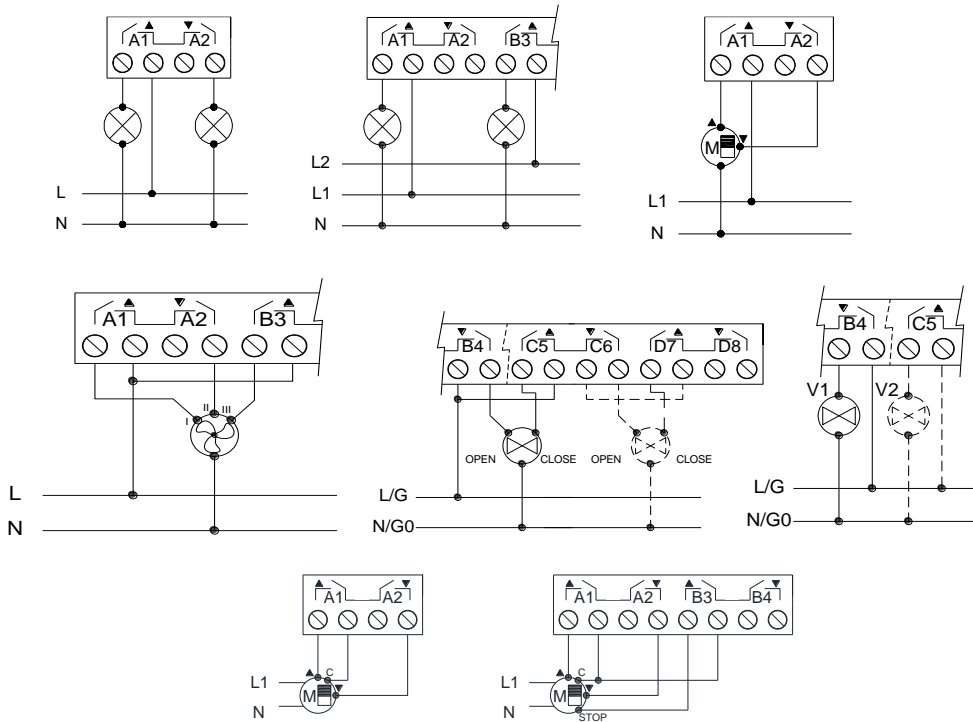 A1 A2
L
N
A1 A2 B3
L2
L1
N
A1 A2
M
L1
N
A1 A2 B3
I II III
L
N
B4 C5 C6 D7 D8
OPEN CLOSE OPEN CLOSE
L/G
N/G0
B4 C5
V1 V2
L/G
N/G0
A1 A2
C
L1 M
N
A1 A2 B3 B4
C
L1 M
N STOP